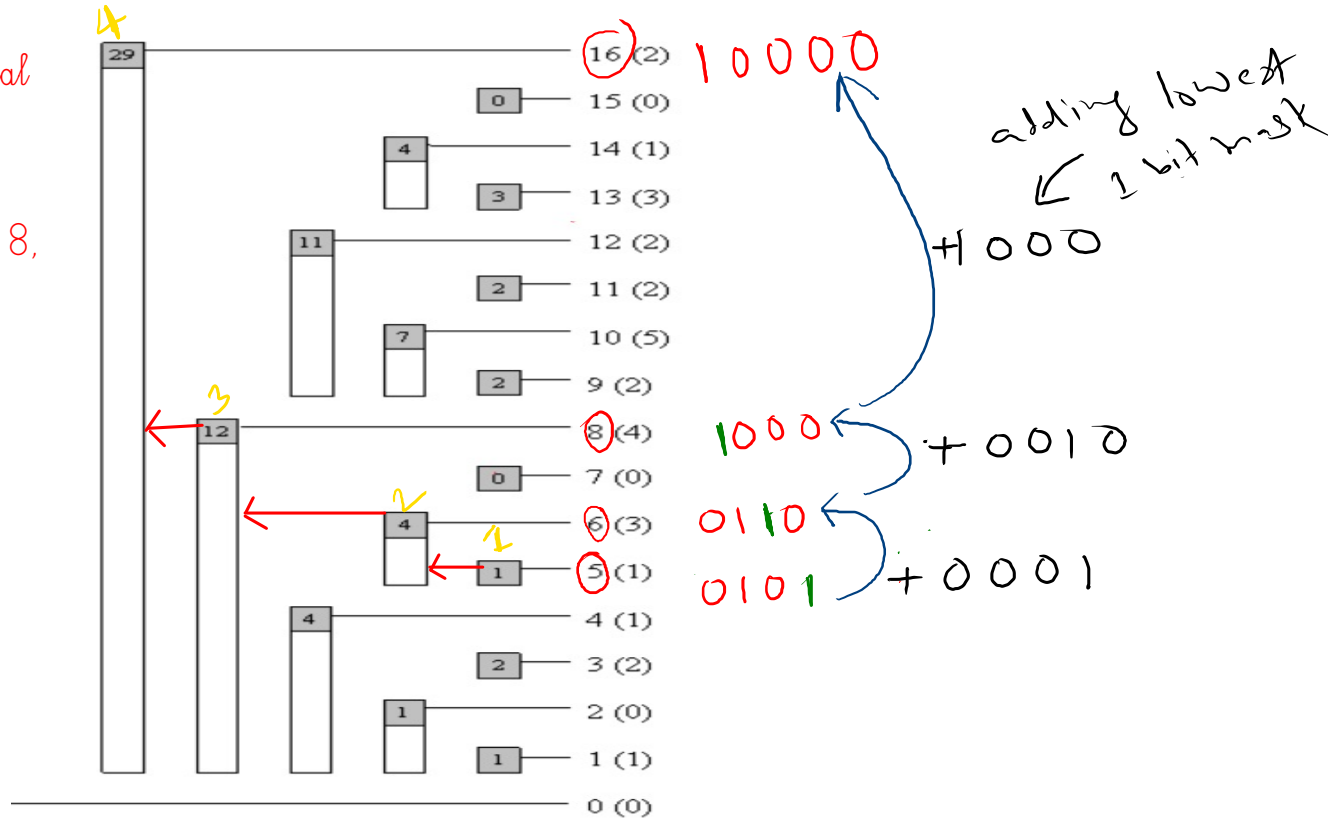 4
29 16 (2) 10000
al
0 15 (0)
adding lowest
1 bit mask
4 14 (1)
3 13 (3)
8,
11 12 (2) +1000
2 11 (2)
7 10 (5)
2 9 (2)
3
12 8 (4) 1000 +0010
0 7 (0)
2
4 6 (3) 0110
1
1 5 (1) 0101 +0001
4 4 (1)
2 3 (2)
1 2 (0)
1 1 (1)
0 (0)